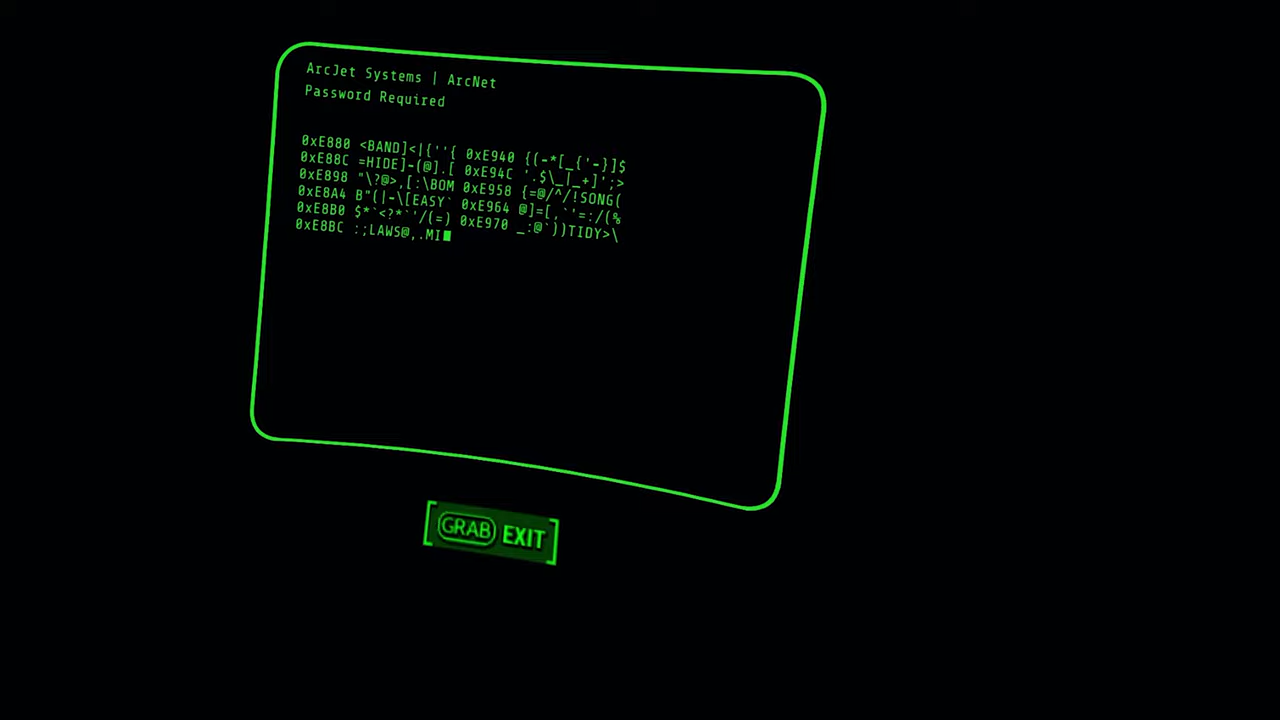 ArcJet Systems | ArcNet
Password Required
0xE880 <BAND]<|{''{ 0xE940 {(-*[_{'-}]$
0xE88C =HIDE]-(@].[ 0xE94C '.$\_|_+]';>
0xE898 "\?@>,[:\BOM 0xE958 {=@/^/!SONG(
0xE8A4 B"(|-\[EASY` 0xE964 @]=[,`'=:/(%
0xE8B0 $*`<?*`'/(=) 0xE970 _:@`))TIDY>\
0xE8BC :;LAWS@,.MI
GRAB EXIT